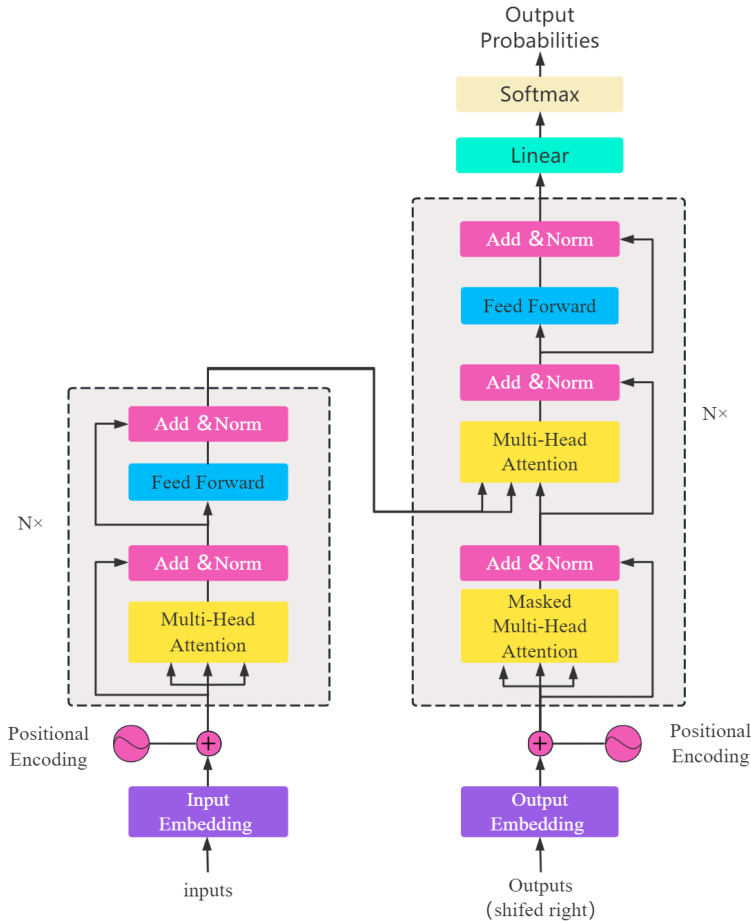 Output
Probabilities
Softmax
Linear
Add &Norm
Feed Forward
Add &Norm
Multi-Head
Attention
N×
Add &Norm
Masked
Multi-Head
Attention
Positional
Encoding
Output
Embedding
Outputs
(shifed right)
Add &Norm
Feed Forward
N×
Add &Norm
Multi-Head
Attention
Positional
Encoding
Input
Embedding
inputs